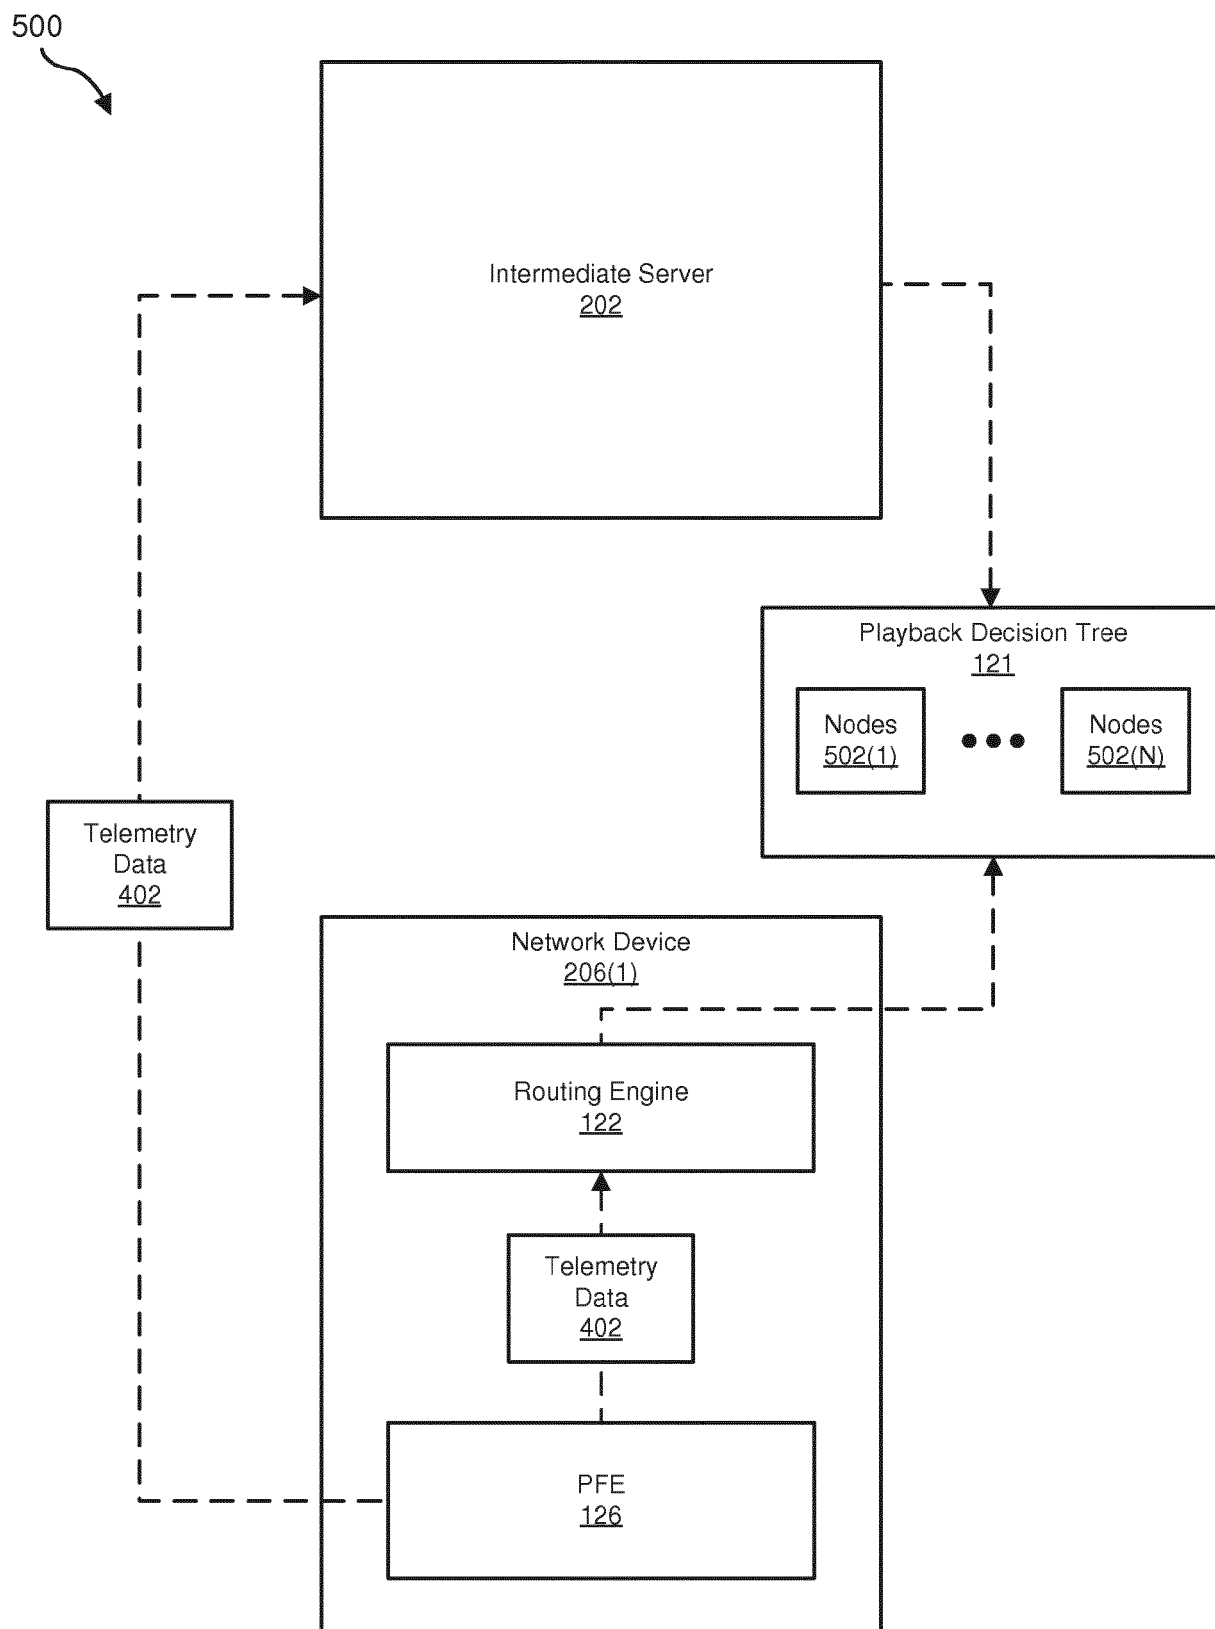 500
Intermediate Server
202
Playback Decision Tree
121
Nodes
502(1)
Nodes
502(N)
Telemetry
Data
402
Network Device
206(1)
Routing Engine
122
Telemetry
Data
402
PFE
126